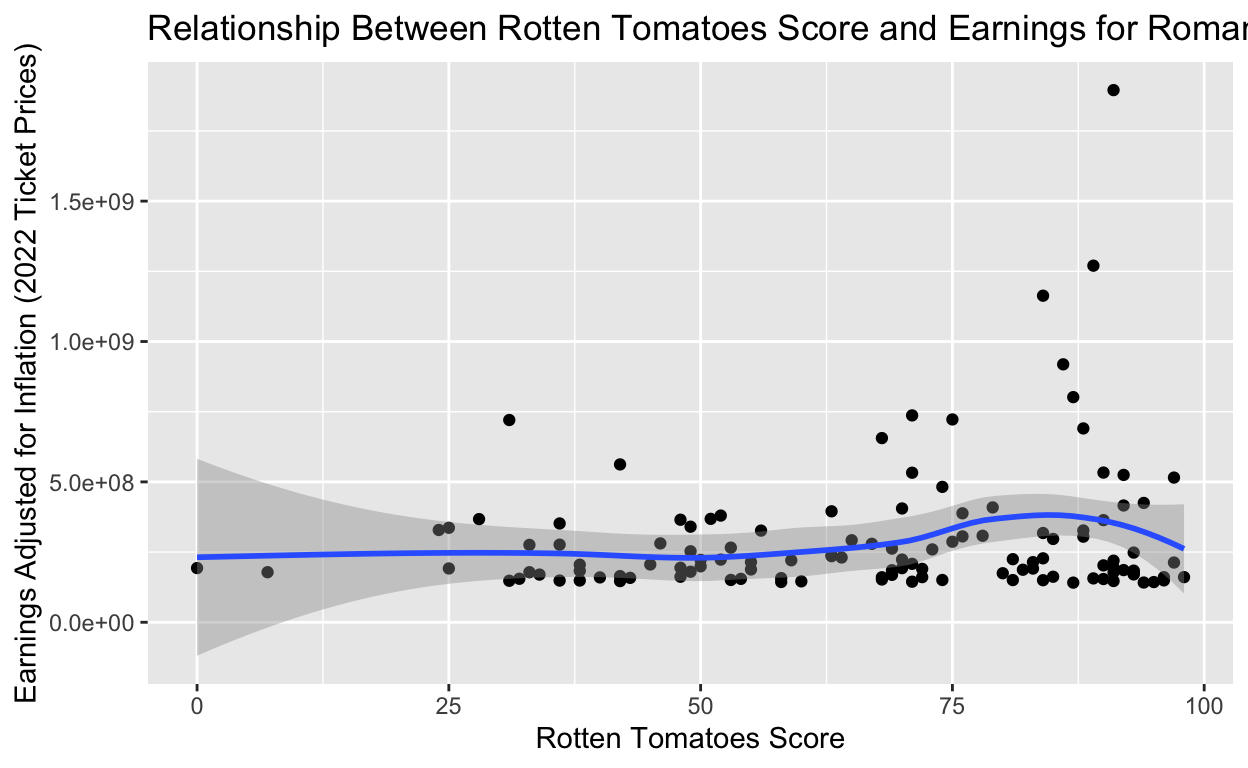 Relationship Between Rotten Tomatoes Score and Earnings for
Earnings Adjusted for Inflation (2022 Ticket Prices)
1.5e+09
1.0e+09
5.0e+08
0.0e+00
0 25 50 75 100
Rotten Tomatoes Score